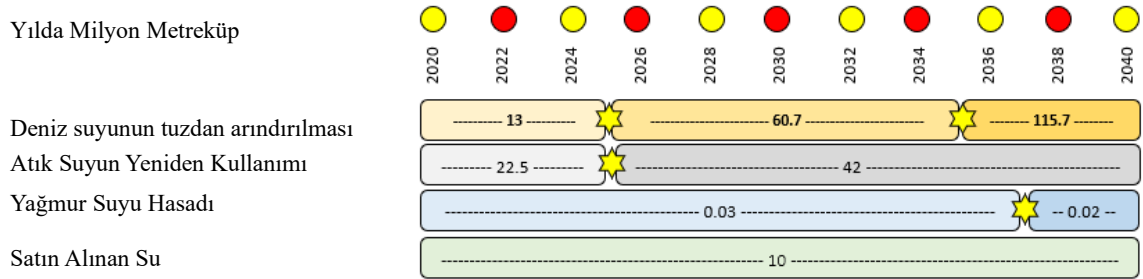 Yılda Milyon Metreküp
2020 2022 2024 2026 2028 2030 2032 2034 2036 2038 2040
Deniz suyunun tuzdan arındırılması
13 60.7 115.7
Atık Suyun Yeniden Kullanımı
22.5 42
Yağmur Suyu Hasadı
0.03 0.02
Satın Alınan Su
10